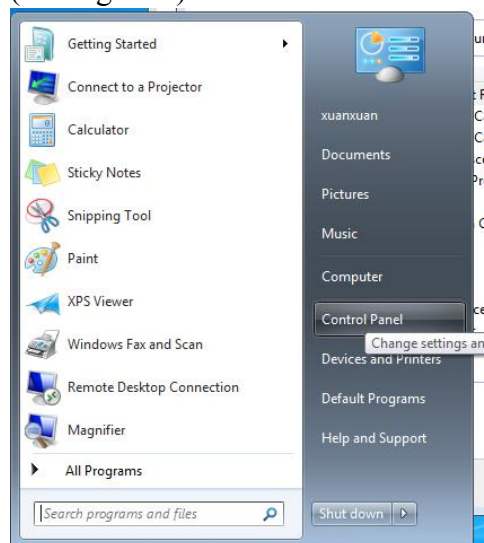 Getting Started
Connect to a Projector
Calculator
Sticky Notes
Snipping Tool
Paint
XPS Viewer
Windows Fax and Scan
Remote Desktop Connection
Magnifier
All Programs
Search programs and files
xuanxuan
Documents
Pictures
Music
Computer
Control Panel
Change settings an
Devices and Printers
Default Programs
Help and Support
Shut down